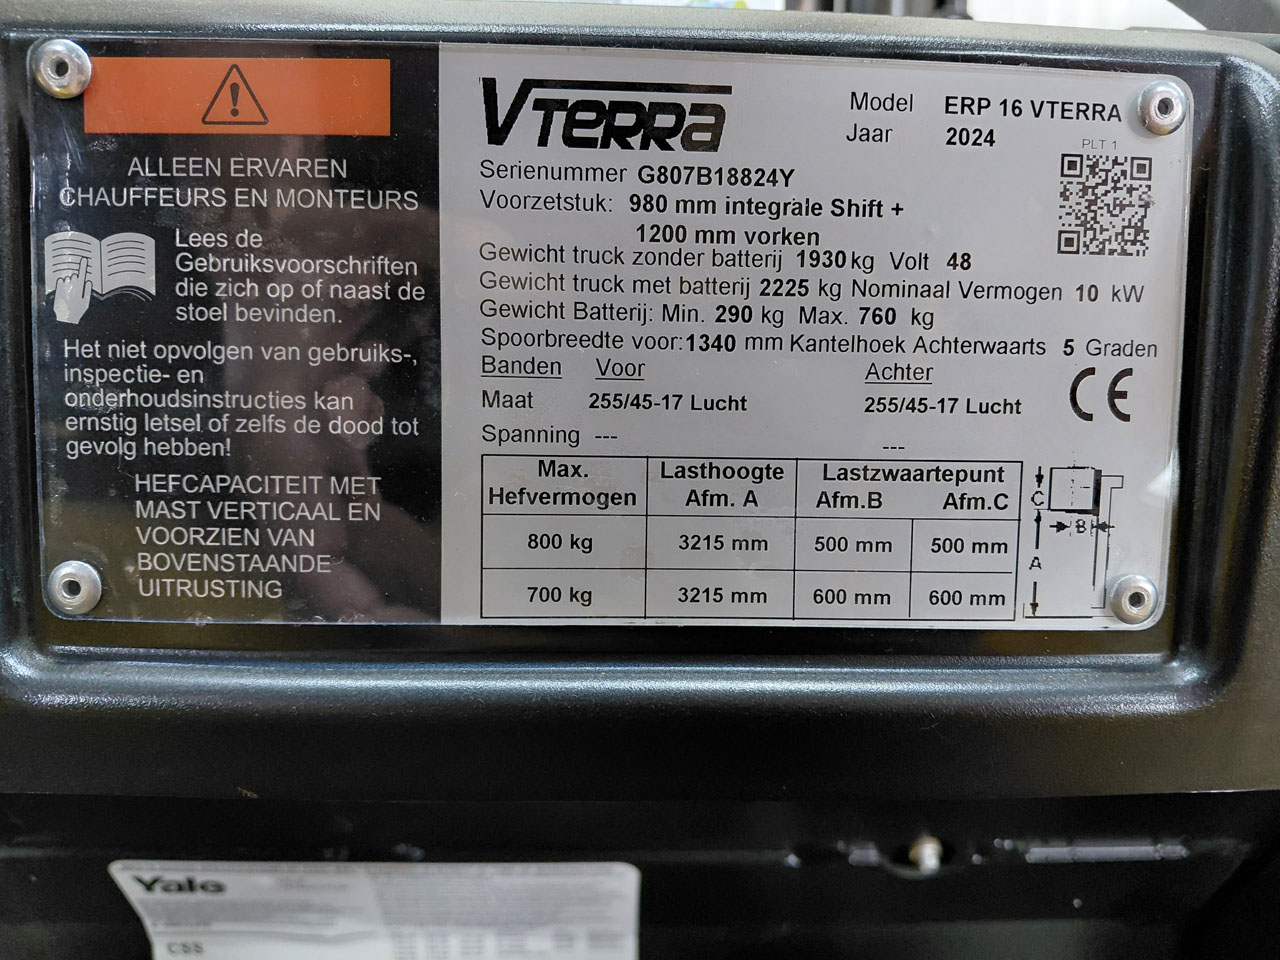 ALLEEN ERVAREN
CHAUFFEURS EN MONTEURS
Lees de
Gebruiksvoorschriften
die zich op of naast de
stoel bevinden.
Het niet opvolgen van gebruiks-,
inspectie- en
onderhoudsinstructies kan
ernstig letsel of zelfs de dood tot
gevolg hebben!
HEFCAPACITEIT MET
MAST VERTICAAL EN
VOORZIEN VAN
BOVENSTAANDE
UITRUSTING
VTERRA
Model ERP 16 VTERRA
Jaar 2024
PLT 1
Serienummer G807B18824Y
Voorzetstuk: 980 mm integrale Shift +
1200 mm vorken
Gewicht truck zonder batterij 1930 kg Volt 48
Gewicht truck met batterij 2225 kg Nominaal Vermogen 10 kW
Gewicht Batterij: Min. 290 kg Max. 760 kg
Spoorbreedte voor: 1340 mm Kantelhoek Achterwaarts 5 Graden
Banden Voor Achter
Maat 255/45-17 Lucht 255/45-17 Lucht
Spanning --- ---
CE
Max. Hefvermogen Lasthoogte Afm. A Lastzwaartepunt Afm.B Afm.C
800 kg 3215 mm 500 mm 500 mm
700 kg 3215 mm 600 mm 600 mm
C
B
A
Yale
CSS